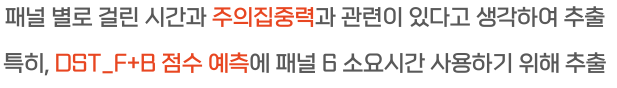 패널 별로 걸린 시간과 주의집중력과 관련이 있다고 생각하여 추출
특히, DST_F+B 점수 예측에 패널 6 소요시간 사용하기 위해 추출